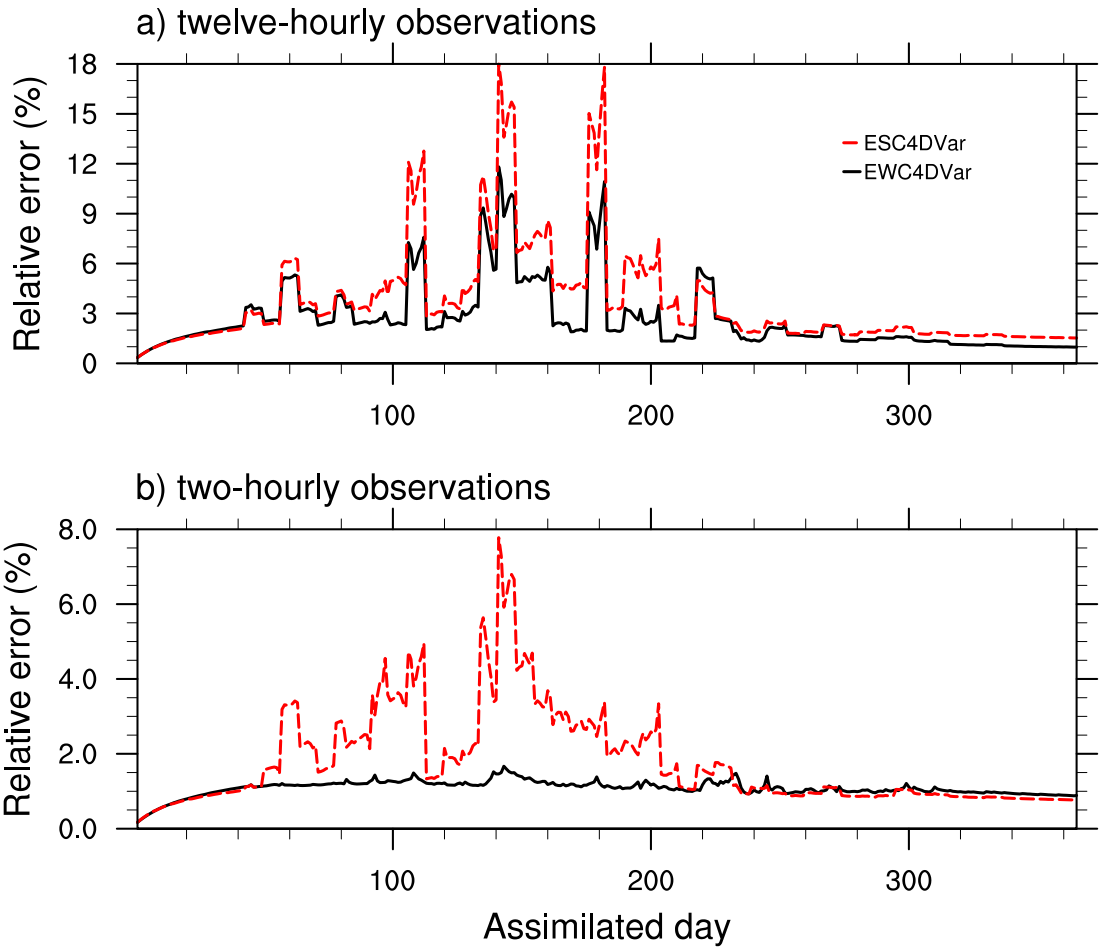 a) twelve-hourly observations
Relative error (%)
18
15
12
9
6
3
0
ESC4DVar
EWC4DVar
100
200
300
b) two-hourly observations
Relative error (%)
8.0
6.0
4.0
2.0
0.0
100
200
300
Assimilated day